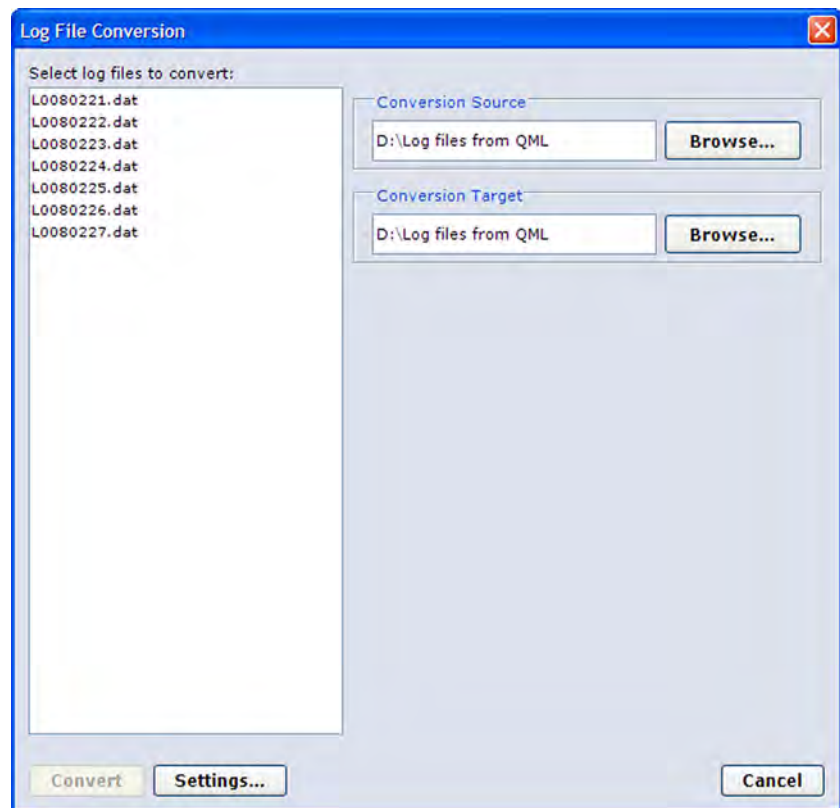 Log File Conversion
Select log files to convert:
L0080221.dat
L0080222.dat
L0080223.dat
L0080224.dat
L0080225.dat
L0080226.dat
L0080227.dat
Conversion Source
D:\Log files from QML
Browse...
Conversion Target
D:\Log files from QML
Browse...
Convert
Settings...
Cancel